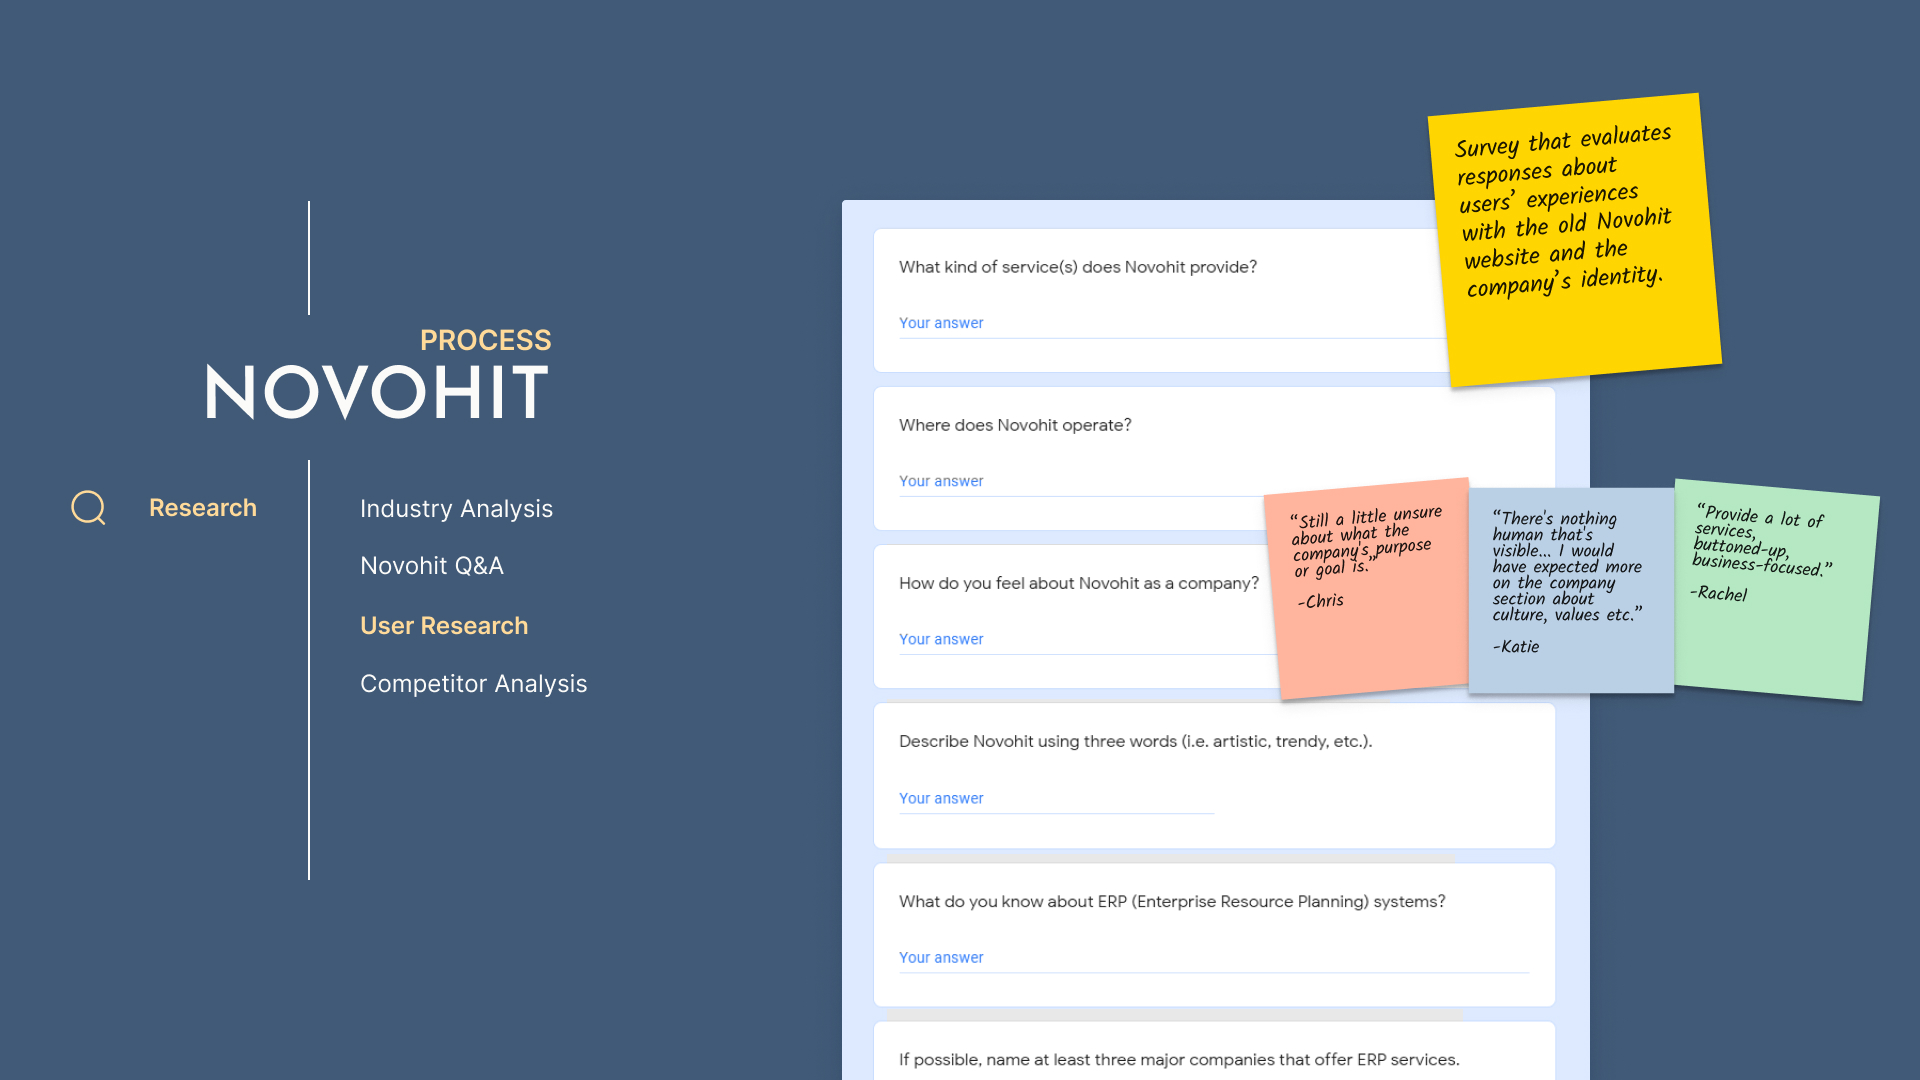 PROCESS
NOVOHIT
Research
Industry Analysis
Novohit Q&A
User Research
Competitor Analysis
What kind of service(s) does Novohit provide?
Your answer
Where does Novohit operate?
Your answer
How do you feel about Novohit as a company?
Your answer
Describe Novohit using three words (i.e. artistic, trendy, etc.).
Your answer
What do you know about ERP (Enterprise Resource Planning) systems?
Your answer
If possible, name at least three major companies that offer ERP services.
Survey that evaluates
responses about
users’ experiences
with the old Novohit
website and the
company’s identity.
“Still a little unsure
about what the
company's purpose
or goal is.”
-Chris
“There's nothing
human that's
visible... I would
have expected more
on the company
section about
culture, values etc.”
-Katie
“Provide a lot of
services,
buttoned-up,
business-focused.”
-Rachel